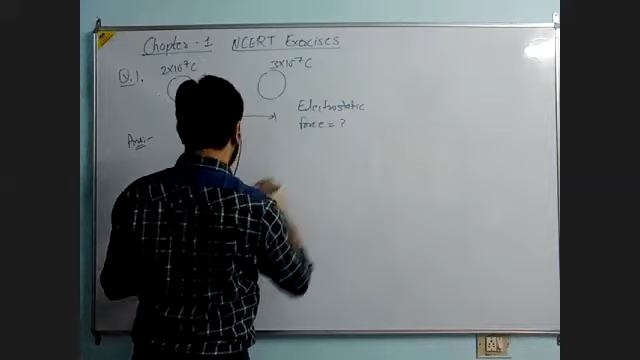 Chapter - 1 NCERT Exercises
Q.1. 2×10⁻⁷C 3×10⁻⁷C
Electrostatic
force = ?
Ans:-